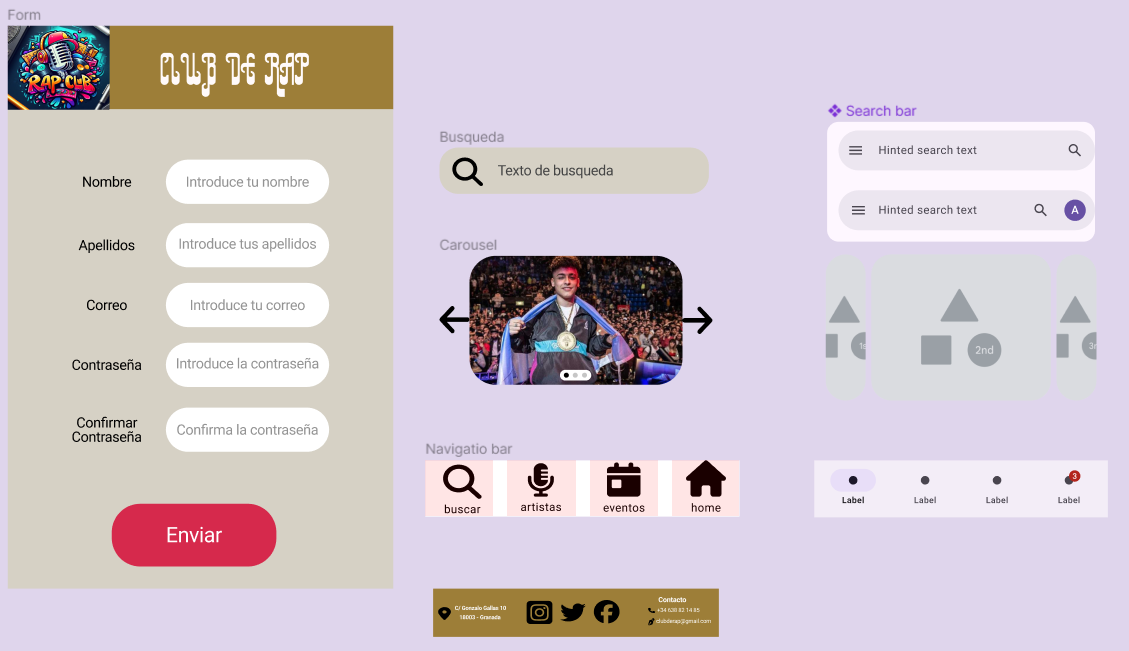 Form
RAP CLUB
CLUB DE RAP
Nombre
Introduce tu nombre
Apellidos
Introduce tus apellidos
Correo
Introduce tu correo
Contraseña
Introduce la contraseña
Confirmar
Contraseña
Confirma la contraseña
Enviar
Busqueda
Texto de busqueda
Carousel
Navigatio bar
buscar
artistas
eventos
home
C/ Gonzalo Gallas 10
18003 - Granada
Contacto
+34 628 83 14 85
clubderap@gmail.com
Search bar
Hinted search text
Hinted search text
A
1s
2nd
3r
Label
Label
Label
3
Label